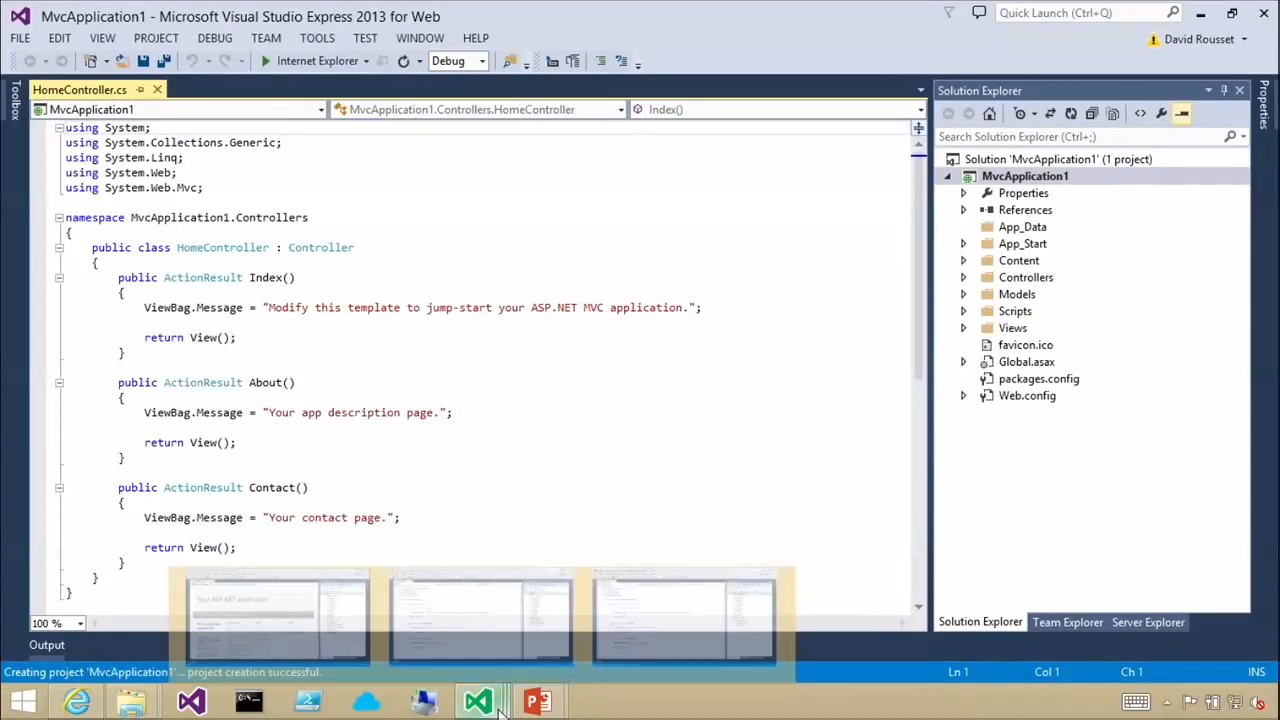 MvcApplication1 - Microsoft Visual Studio Express 2013 for Web
Quick Launch (Ctrl+Q)
FILE EDIT VIEW PROJECT DEBUG TEAM TOOLS TEST WINDOW HELP
David Rousset
Internet Explorer
Debug
Toolbox
HomeController.cs
MvcApplication1
MvcApplication1.Controllers.HomeController
Index()
using System;
using System.Collections.Generic;
using System.Linq;
using System.Web;
using System.Web.Mvc;
namespace MvcApplication1.Controllers
{
public class HomeController : Controller
{
public ActionResult Index()
{
ViewBag.Message = "Modify this template to jump-start your ASP.NET MVC application.";
return View();
}
public ActionResult About()
{
ViewBag.Message = "Your app description page.";
return View();
}
public ActionResult Contact()
{
ViewBag.Message = "Your contact page.";
return View();
}
}
}
100 %
Output
Solution Explorer
Search Solution Explorer (Ctrl+;)
Solution 'MvcApplication1' (1 project)
MvcApplication1
Properties
References
App_Data
App_Start
Content
Controllers
Models
Scripts
Views
favicon.ico
Global.asax
packages.config
Web.config
Solution Explorer Team Explorer Server Explorer
Properties
Your ASP.NET application
Creating project 'MvcApplication1'... project creation successful.
Ln 1 Col 1 Ch 1 INS